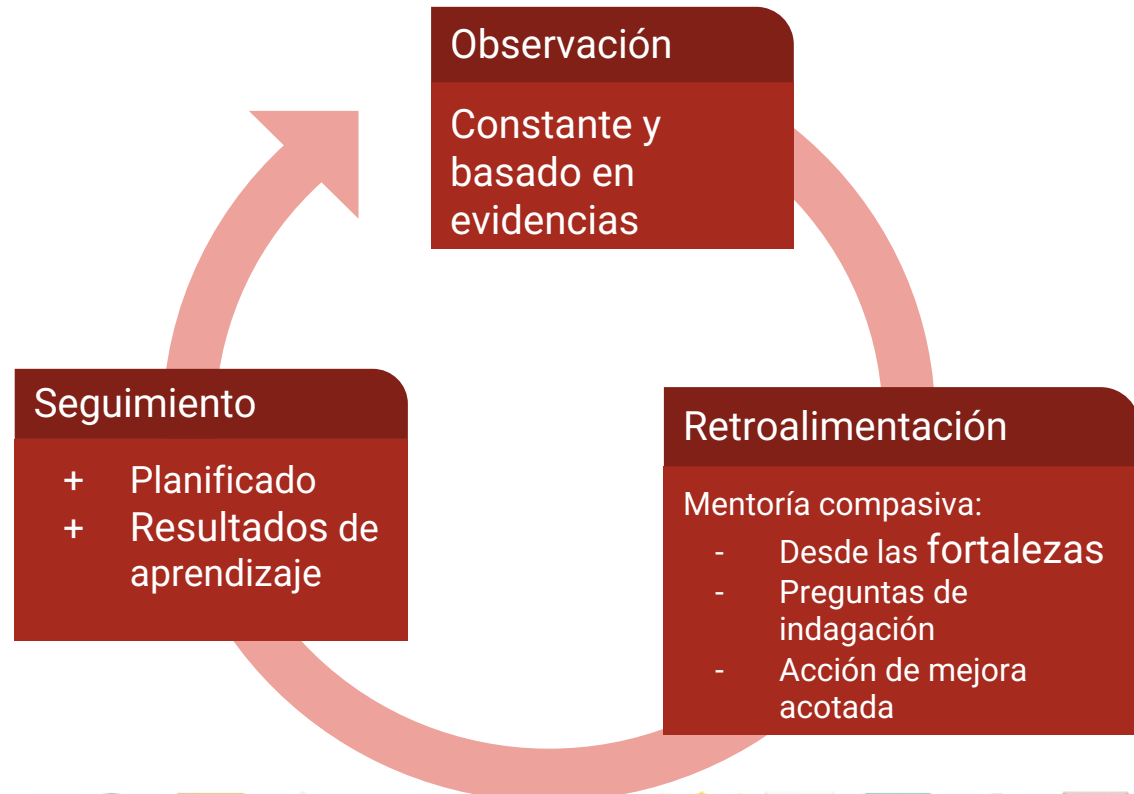 Observación
Constante y
basado en
evidencias
Retroalimentación
Mentoría compasiva:
- Desde las fortalezas
- Preguntas de
indagación
- Acción de mejora
acotada
Seguimiento
+ Planificado
+ Resultados de
aprendizaje